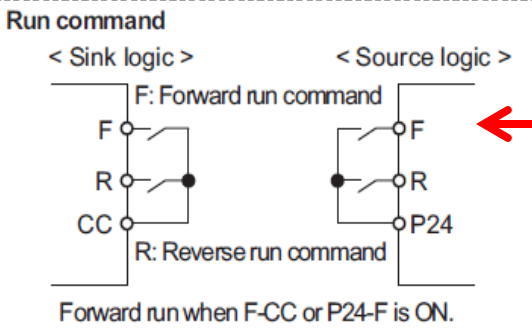 Run command
< Sink logic > < Source logic >
F: Forward run command
F F
R R
CC P24
R: Reverse run command
Forward run when F-CC or P24-F is ON.